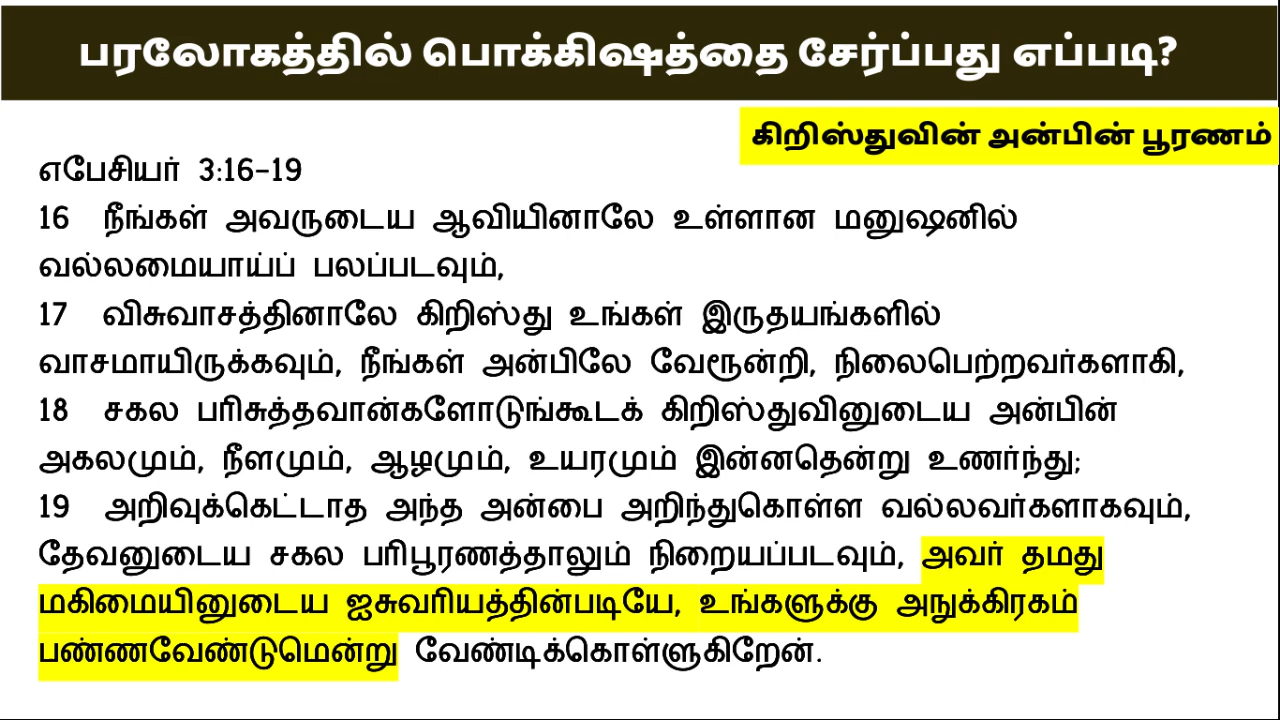 பரலோகத்தில் பொக்கிஷத்தை சேர்ப்பது எப்படி?
கிறிஸ்துவின் அன்பின் பூரணம்
எபேசியர் 3:16-19
16 நீங்கள் அவருடைய ஆவியினாலே உள்ளான மனுஷனில்
வல்லமையாய்ப் பலப்படவும்,
17 விசுவாசத்தினாலே கிறிஸ்து உங்கள் இருதயங்களில்
வாசமாயிருக்கவும், நீங்கள் அன்பிலே வேரூன்றி, நிலைபெற்றவர்களாகி,
18 சகல பரிசுத்தவான்களோடுங்கூடக் கிறிஸ்துவினுடைய அன்பின்
அகலமும், நீளமும், ஆழமும், உயரமும் இன்னதென்று உணர்ந்து;
19 அறிவுக்கெட்டாத அந்த அன்பை அறிந்துகொள்ள வல்லவர்களாகவும்,
தேவனுடைய சகல பரிபூரணத்தாலும் நிறையப்படவும், அவர் தமது
மகிமையினுடைய ஐசுவரியத்தின்படியே, உங்களுக்கு அநுக்கிரகம்
பண்ணவேண்டுமென்று வேண்டிக்கொள்ளுகிறேன்.